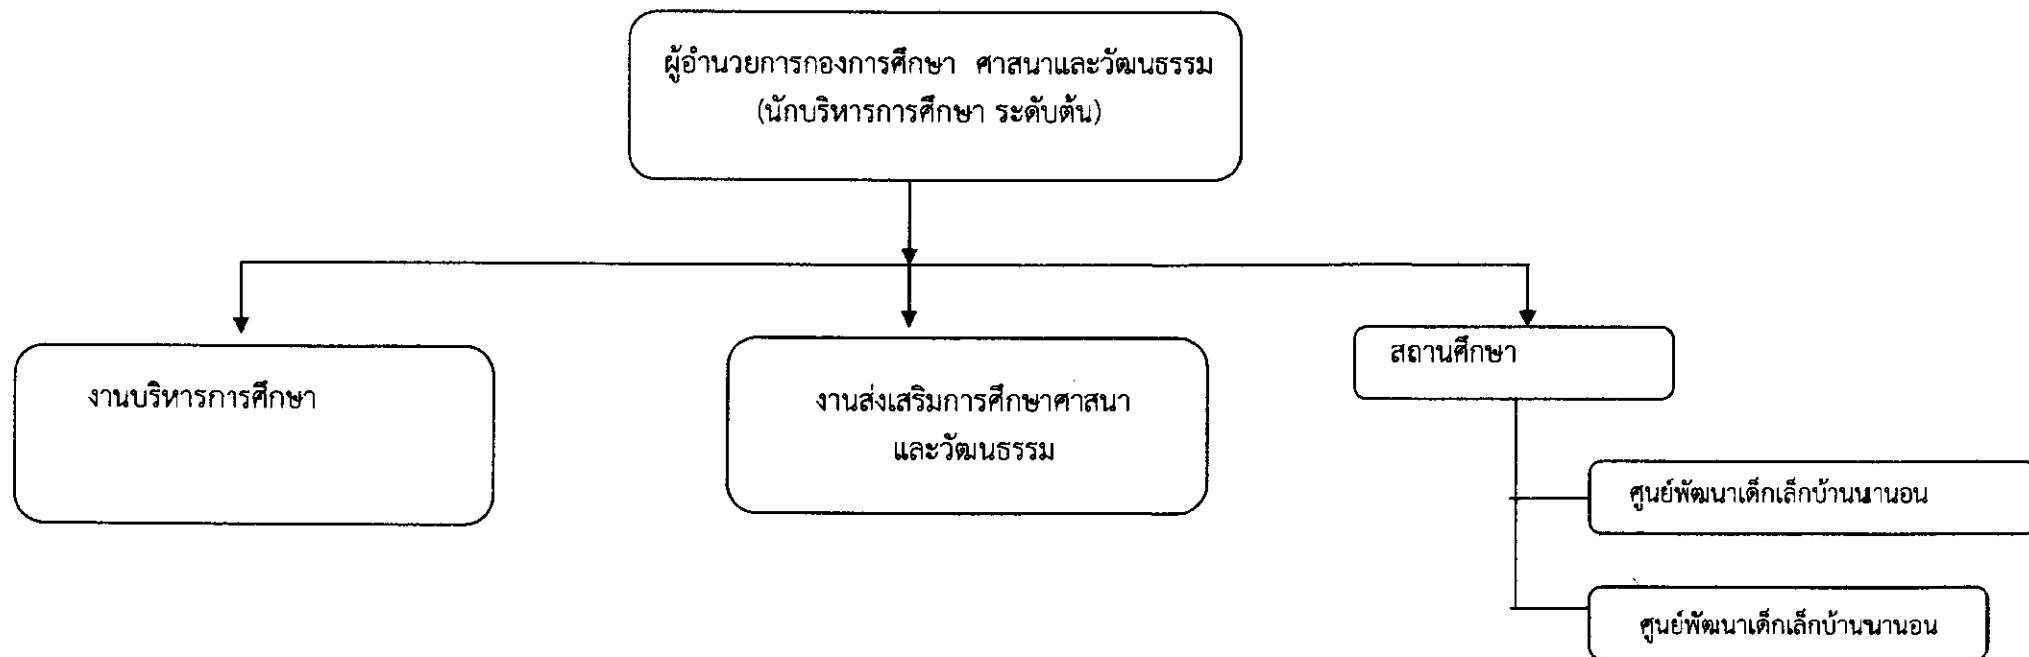 ผู้อำนวยการกองการศึกษา ศาสนาและวัฒนธรรม
(นักบริหารการศึกษา ระดับต้น)
งานบริหารการศึกษา
งานส่งเสริมการศึกษาศาสนา
และวัฒนธรรม
สถานศึกษา
ศูนย์พัฒนาเด็กเล็กบ้านนานอน
ศูนย์พัฒนาเด็กเล็กบ้านนานอน